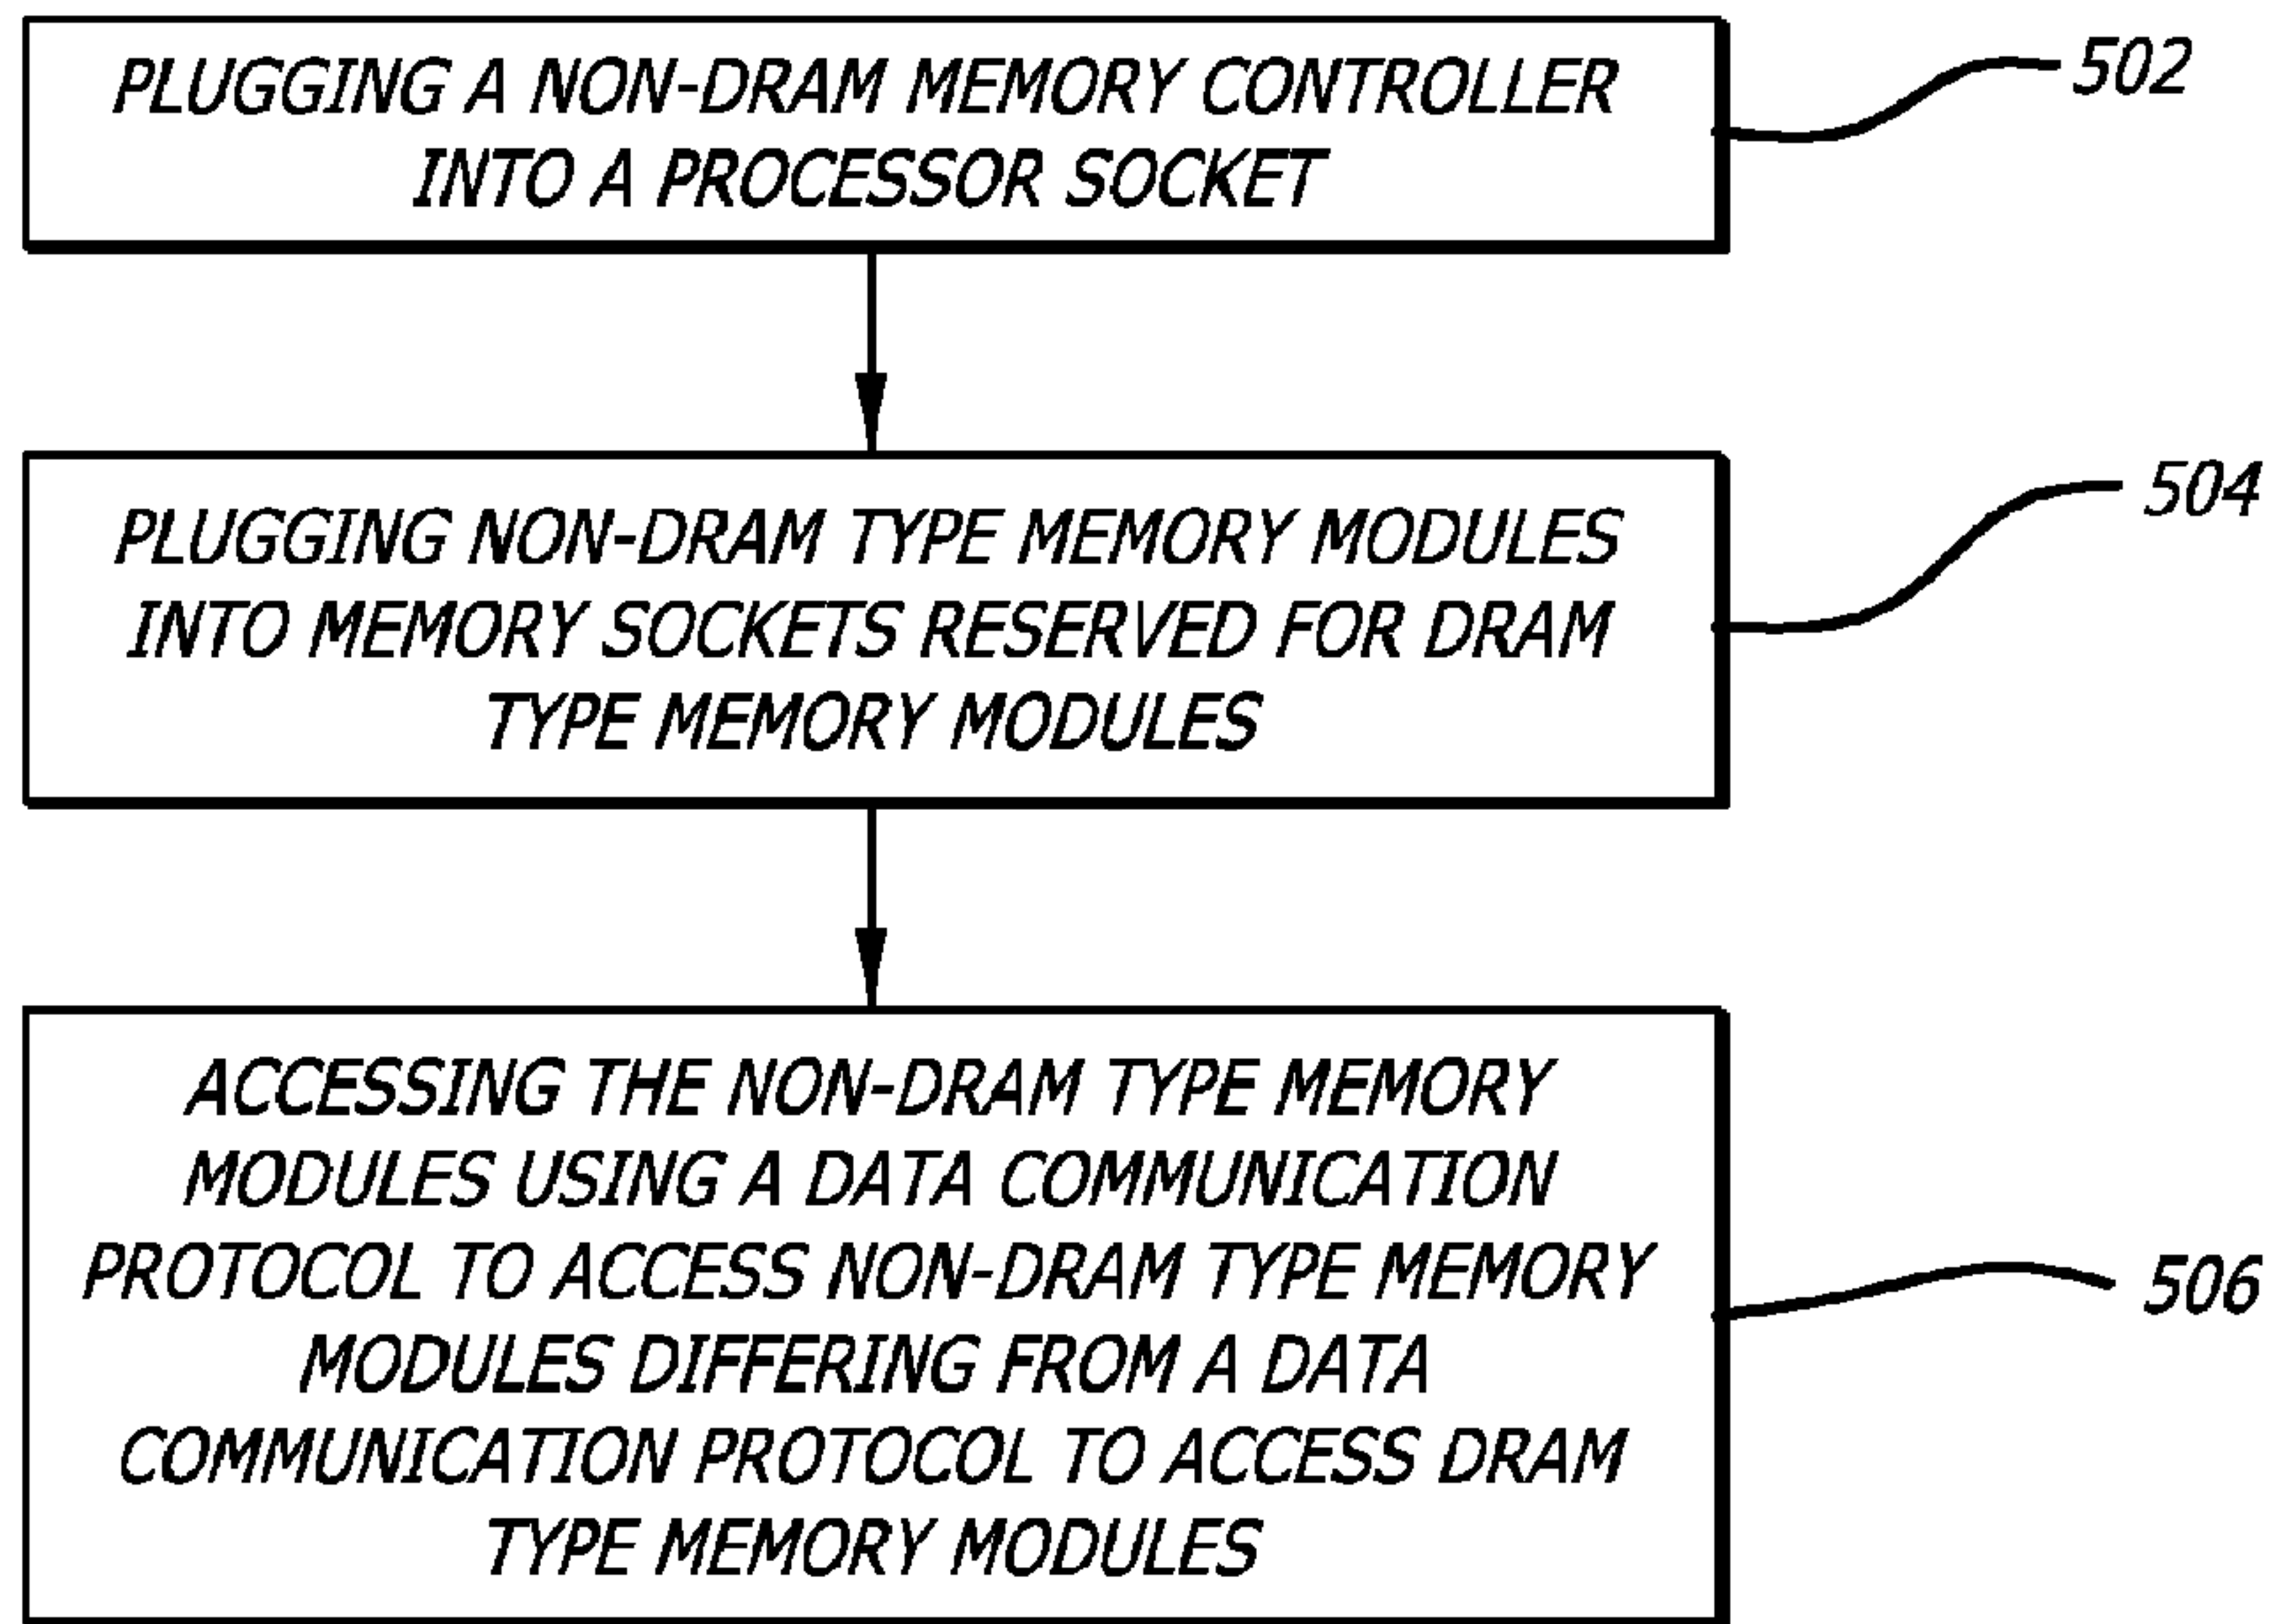 PLUGGING A NON-DRAM MEMORY CONTROLLER
INTO A PROCESSOR SOCKET
502
PLUGGING NON-DRAM TYPE MEMORY MODULES
INTO MEMORY SOCKETS RESERVED FOR DRAM
TYPE MEMORY MODULES
504
ACCESSING THE NON-DRAM TYPE MEMORY
MODULES USING A DATA COMMUNICATION
PROTOCOL TO ACCESS NON-DRAM TYPE MEMORY
MODULES DIFFERING FROM A DATA
COMMUNICATION PROTOCOL TO ACCESS DRAM
TYPE MEMORY MODULES
506